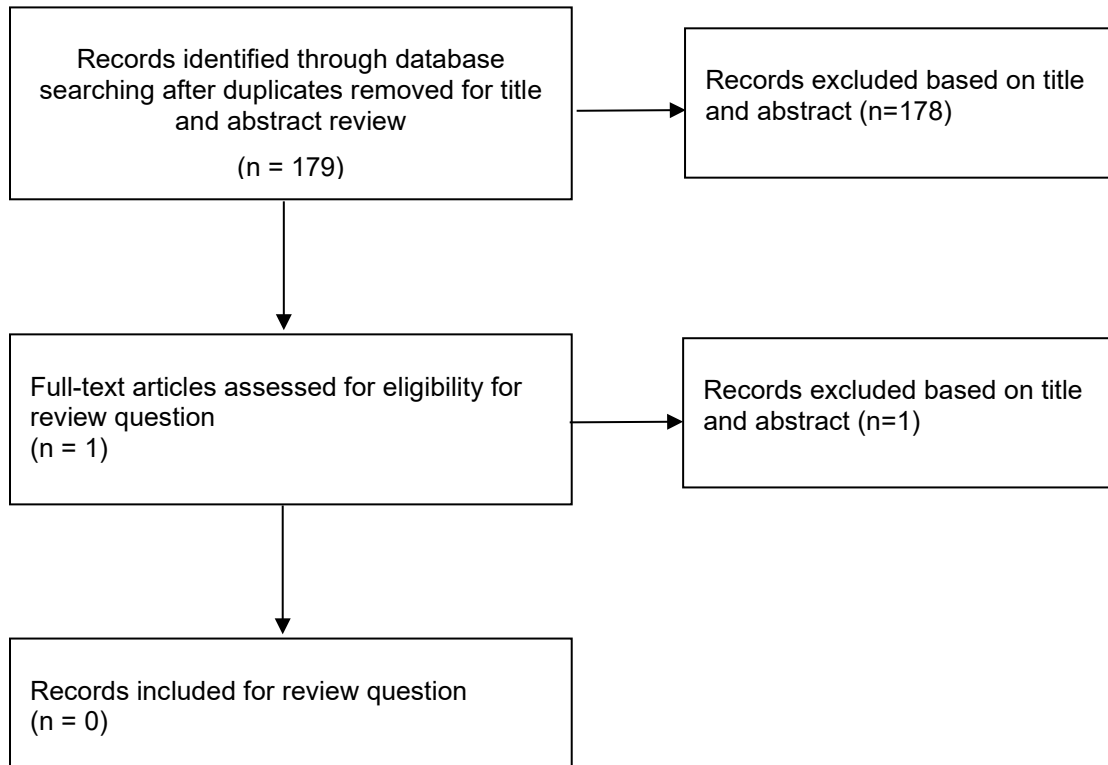 Records identified through database
searching after duplicates removed for title
and abstract review
(n = 179)
Records excluded based on title
and abstract (n=178)
Full-text articles assessed for eligibility for
review question
(n = 1)
Records excluded based on title
and abstract (n=1)
Records included for review question
(n = 0)